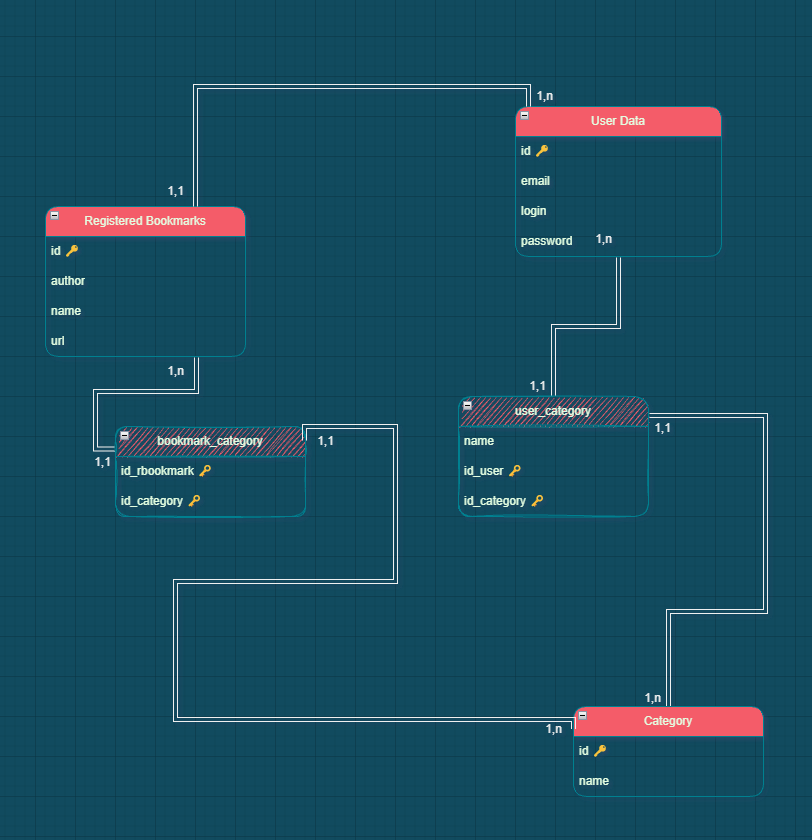 1,n
User Data
id
email
login
password
1,n
1,1
Registered Bookmarks
id
author
name
url
1,n
1,1
user_category
name
id_user
id_category
1,1
bookmark_category
id_rbookmark
id_category
1,1
1,1
1,n
Category
id
name
1,n